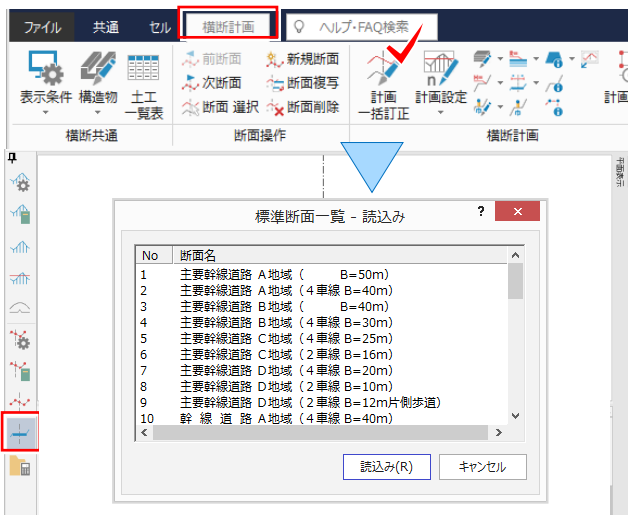 ファイル 共通 セル 横断計画 ヘルプ・FAQ検索
前断面 新規断面
次断面 断面複写
断面 選択 断面削除
表示条件 構造物 土工
一覧表
計画
一括訂正
計画設定
n
計画
横断共通 断面操作 横断計画
平面表示
標準断面一覧 - 読込み ? ×
No 断面名
1 主要幹線道路 A地域（　　　B=50m）
2 主要幹線道路 A地域（4車線 B=40m）
3 主要幹線道路 B地域（　　　B=40m）
4 主要幹線道路 B地域（4車線 B=30m）
5 主要幹線道路 C地域（4車線 B=25m）
6 主要幹線道路 C地域（2車線 B=16m）
7 主要幹線道路 D地域（4車線 B=20m）
8 主要幹線道路 D地域（2車線 B=10m）
9 主要幹線道路 D地域（2車線 B=12m片側歩道）
10 幹 線 道 路 A地域（4車線 B=40m）
読込み(R) キャンセル